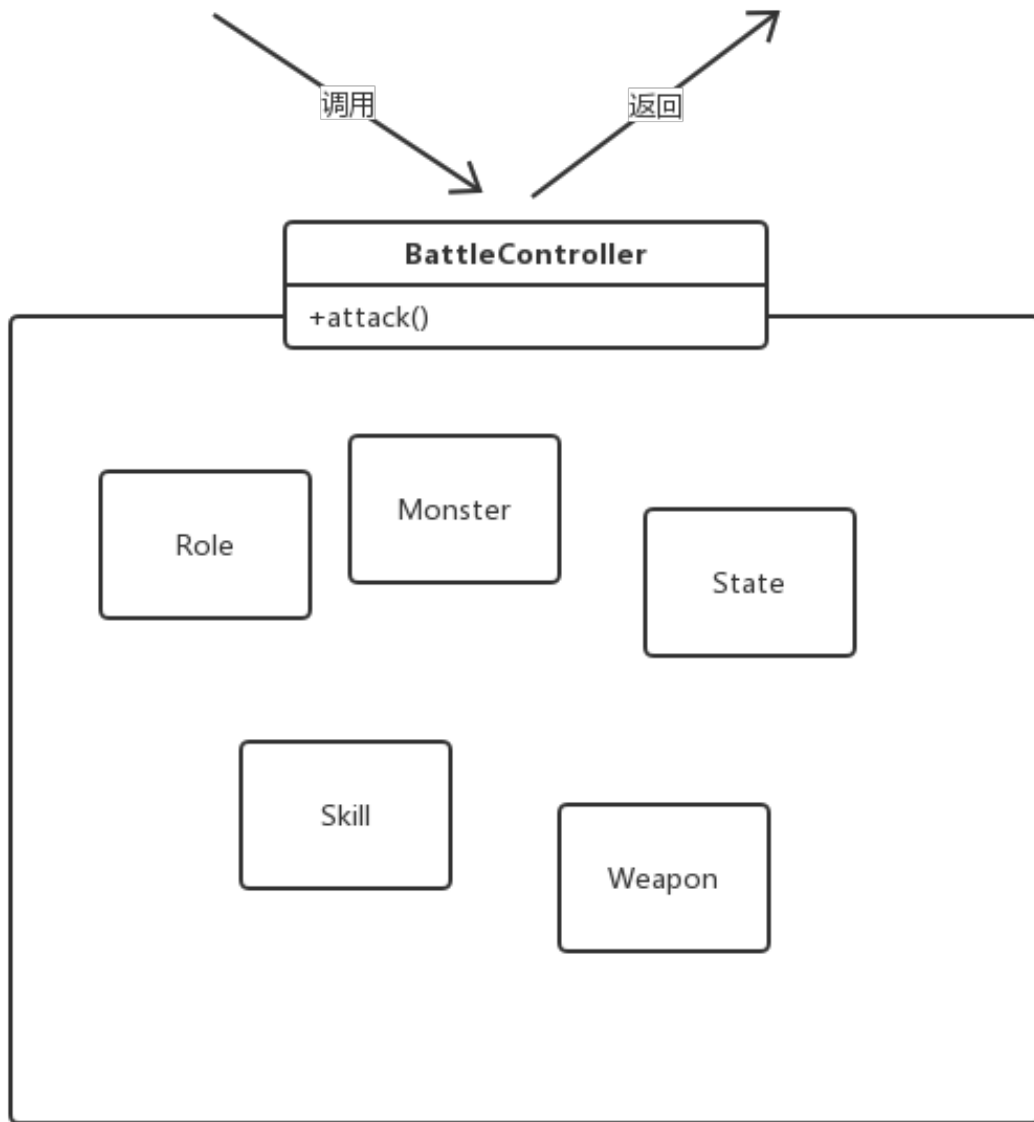 调用
返回
BattleController
+attack()
Monster
Role
State
Skill
Weapon